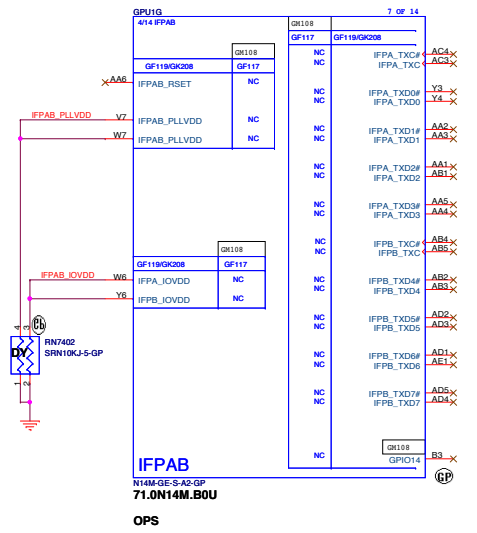 GPU1G
7 OF 14
4/14 IFPAB
GM108
GF117
GF119/GK208
GM108
GF119/GK208
GF117
AA6
IFPAB_RSET
NC
V7
IFPAB_PLLVDD
IFPAB_PLLVDD
NC
W7
IFPAB_PLLVDD
NC
NC
IFPA_TXC#
AC4
NC
IFPA_TXC
AC3
NC
IFPA_TXD0#
Y3
NC
IFPA_TXD0
Y4
NC
IFPA_TXD1#
AA2
NC
IFPA_TXD1
AA3
NC
IFPA_TXD2#
AA1
NC
IFPA_TXD2
AB1
NC
IFPA_TXD3#
AA5
NC
IFPA_TXD3
AA4
NC
IFPB_TXC#
AB4
NC
IFPB_TXC
AB5
GM108
GF119/GK208
GF117
IFPAB_IOVDD
W6
IFPA_IOVDD
NC
Y6
IFPB_IOVDD
NC
NC
IFPB_TXD4#
AB2
NC
IFPB_TXD4
AB3
NC
IFPB_TXD5#
AD2
NC
IFPB_TXD5
AD3
NC
IFPB_TXD6#
AD1
NC
IFPB_TXD6
AE1
NC
IFPB_TXD7#
AD5
NC
IFPB_TXD7
AD4
4
3
DY
RN7402
SRN10KJ-5-GP
1
2
GM108
NC
GPIO14
B3
GP
IFPAB
N14M-GE-S-A2-GP
71.0N14M.B0U
OPS